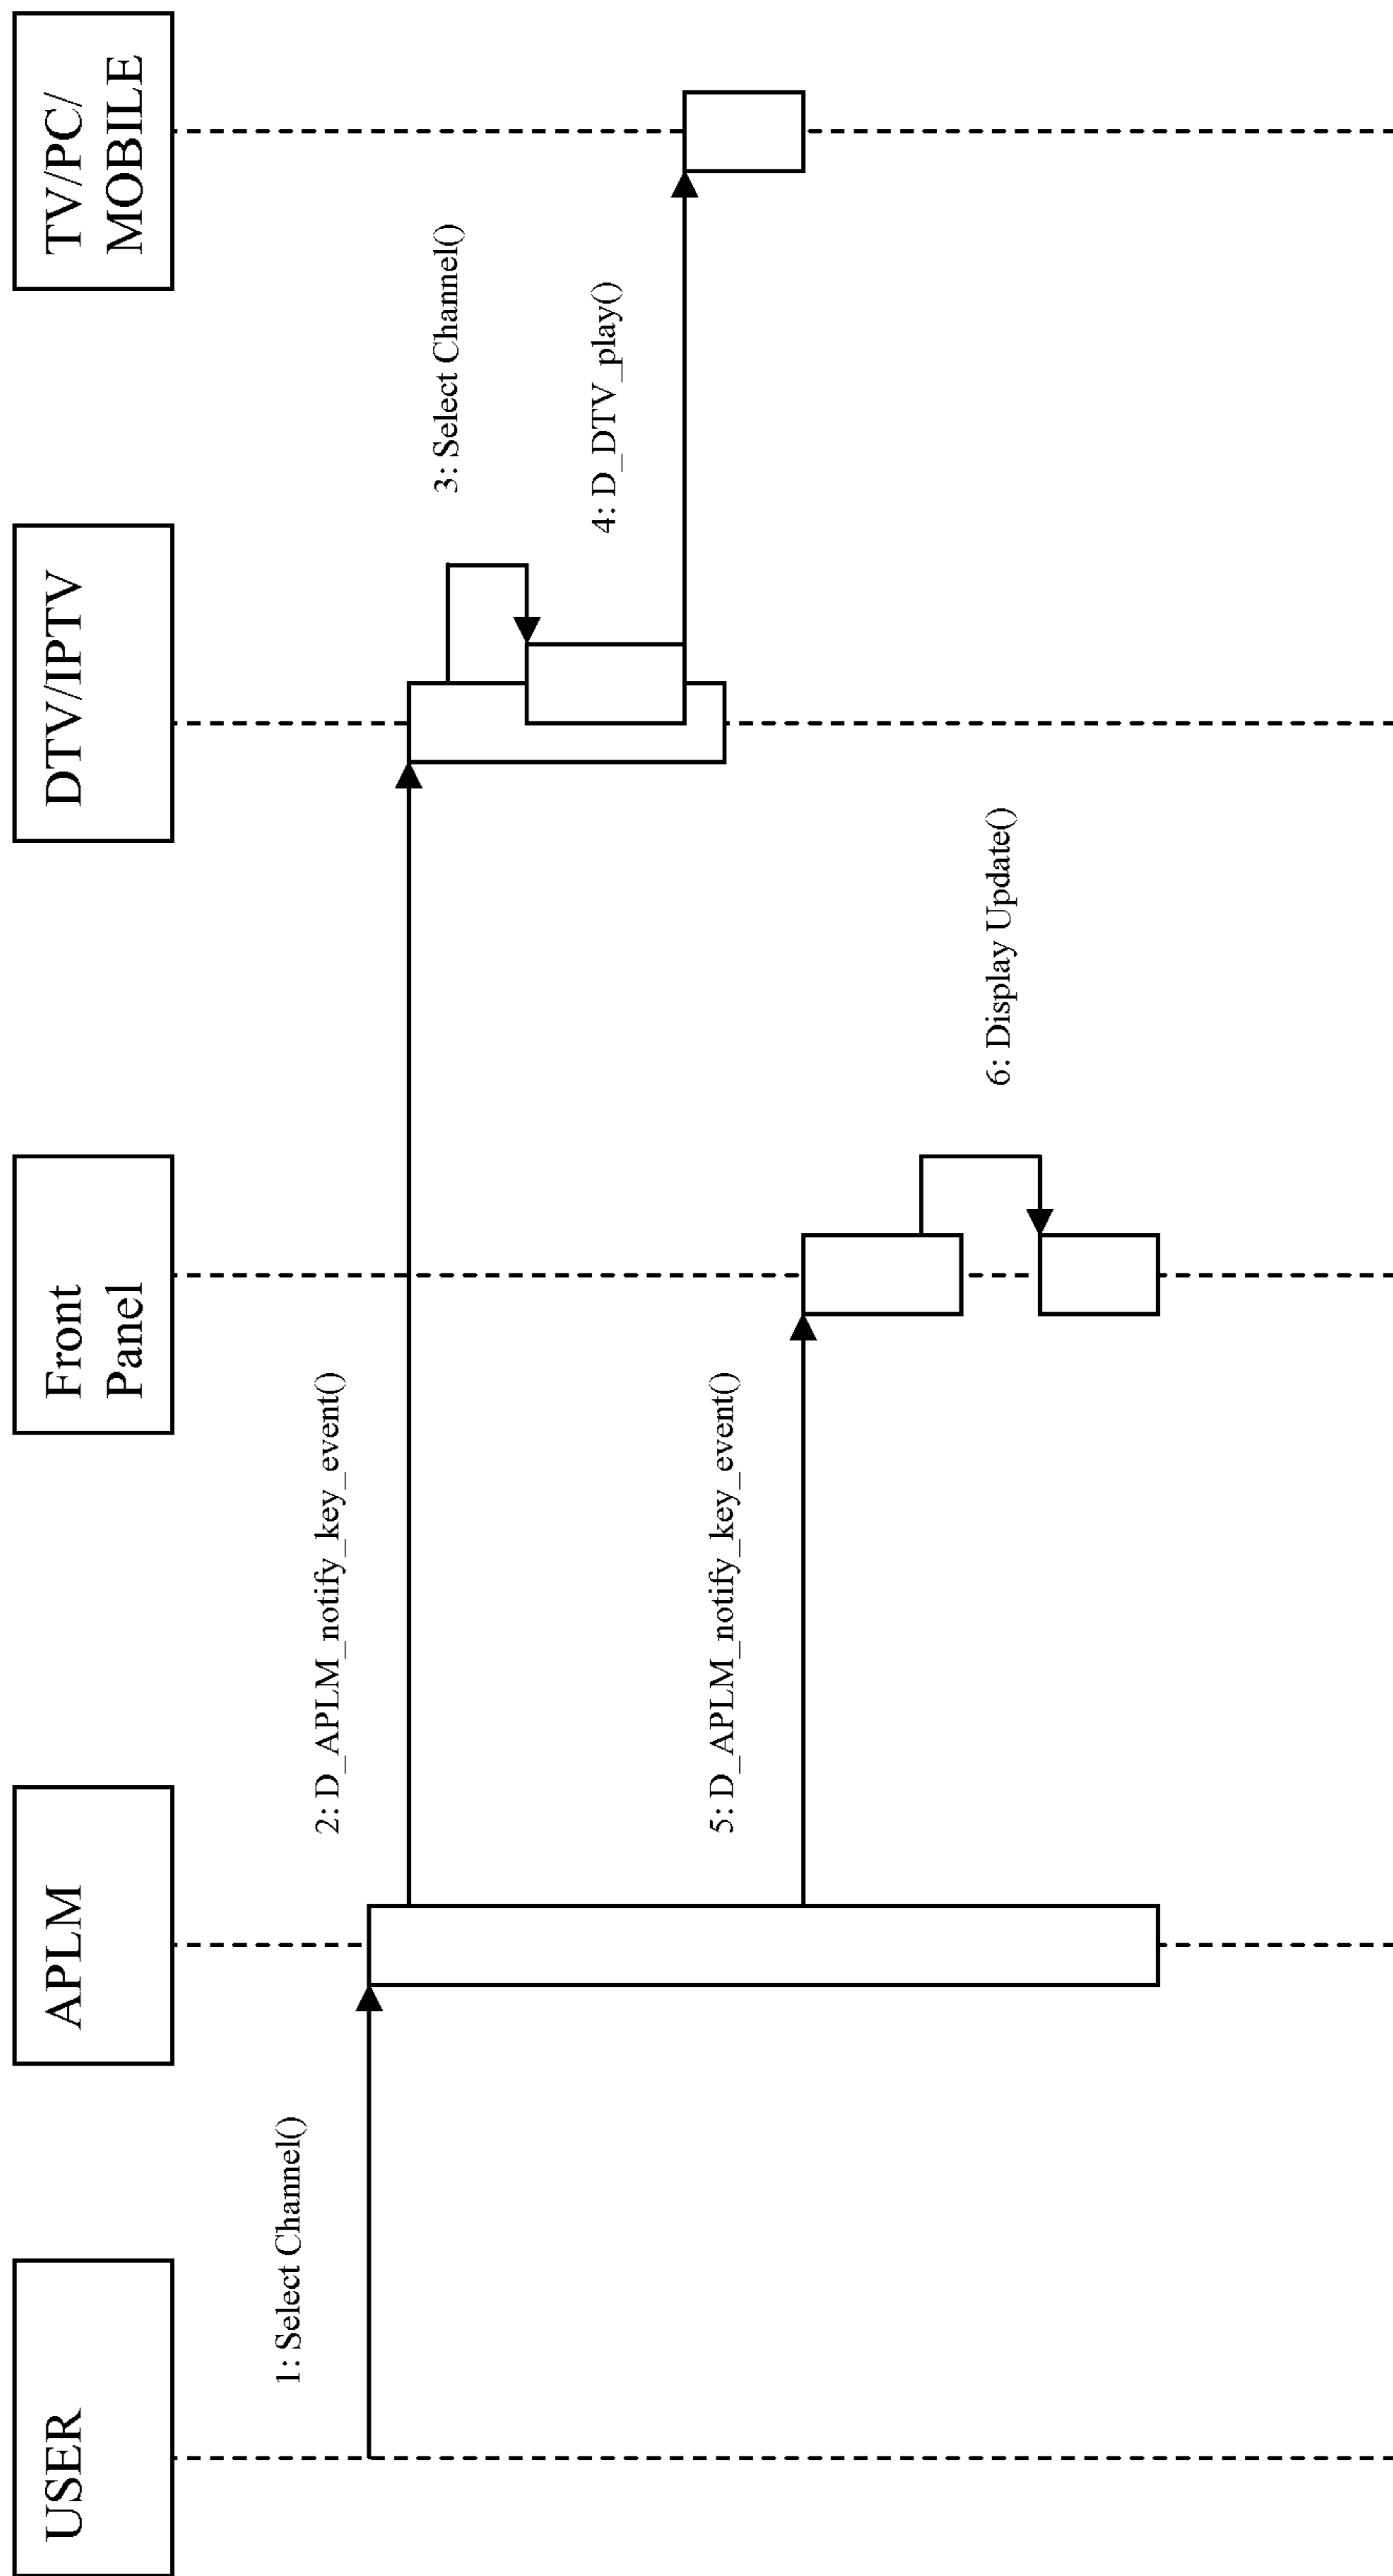 USER
APLM
Front
Panel
DTV/IPTV
TV/PC/
MOBILE
1: Select Channel()
2: D_APLM_notify_key_event()
3: Select Channel()
4: D_DTV_play()
5: D_APLM_notify_key_event()
6: Display Update()